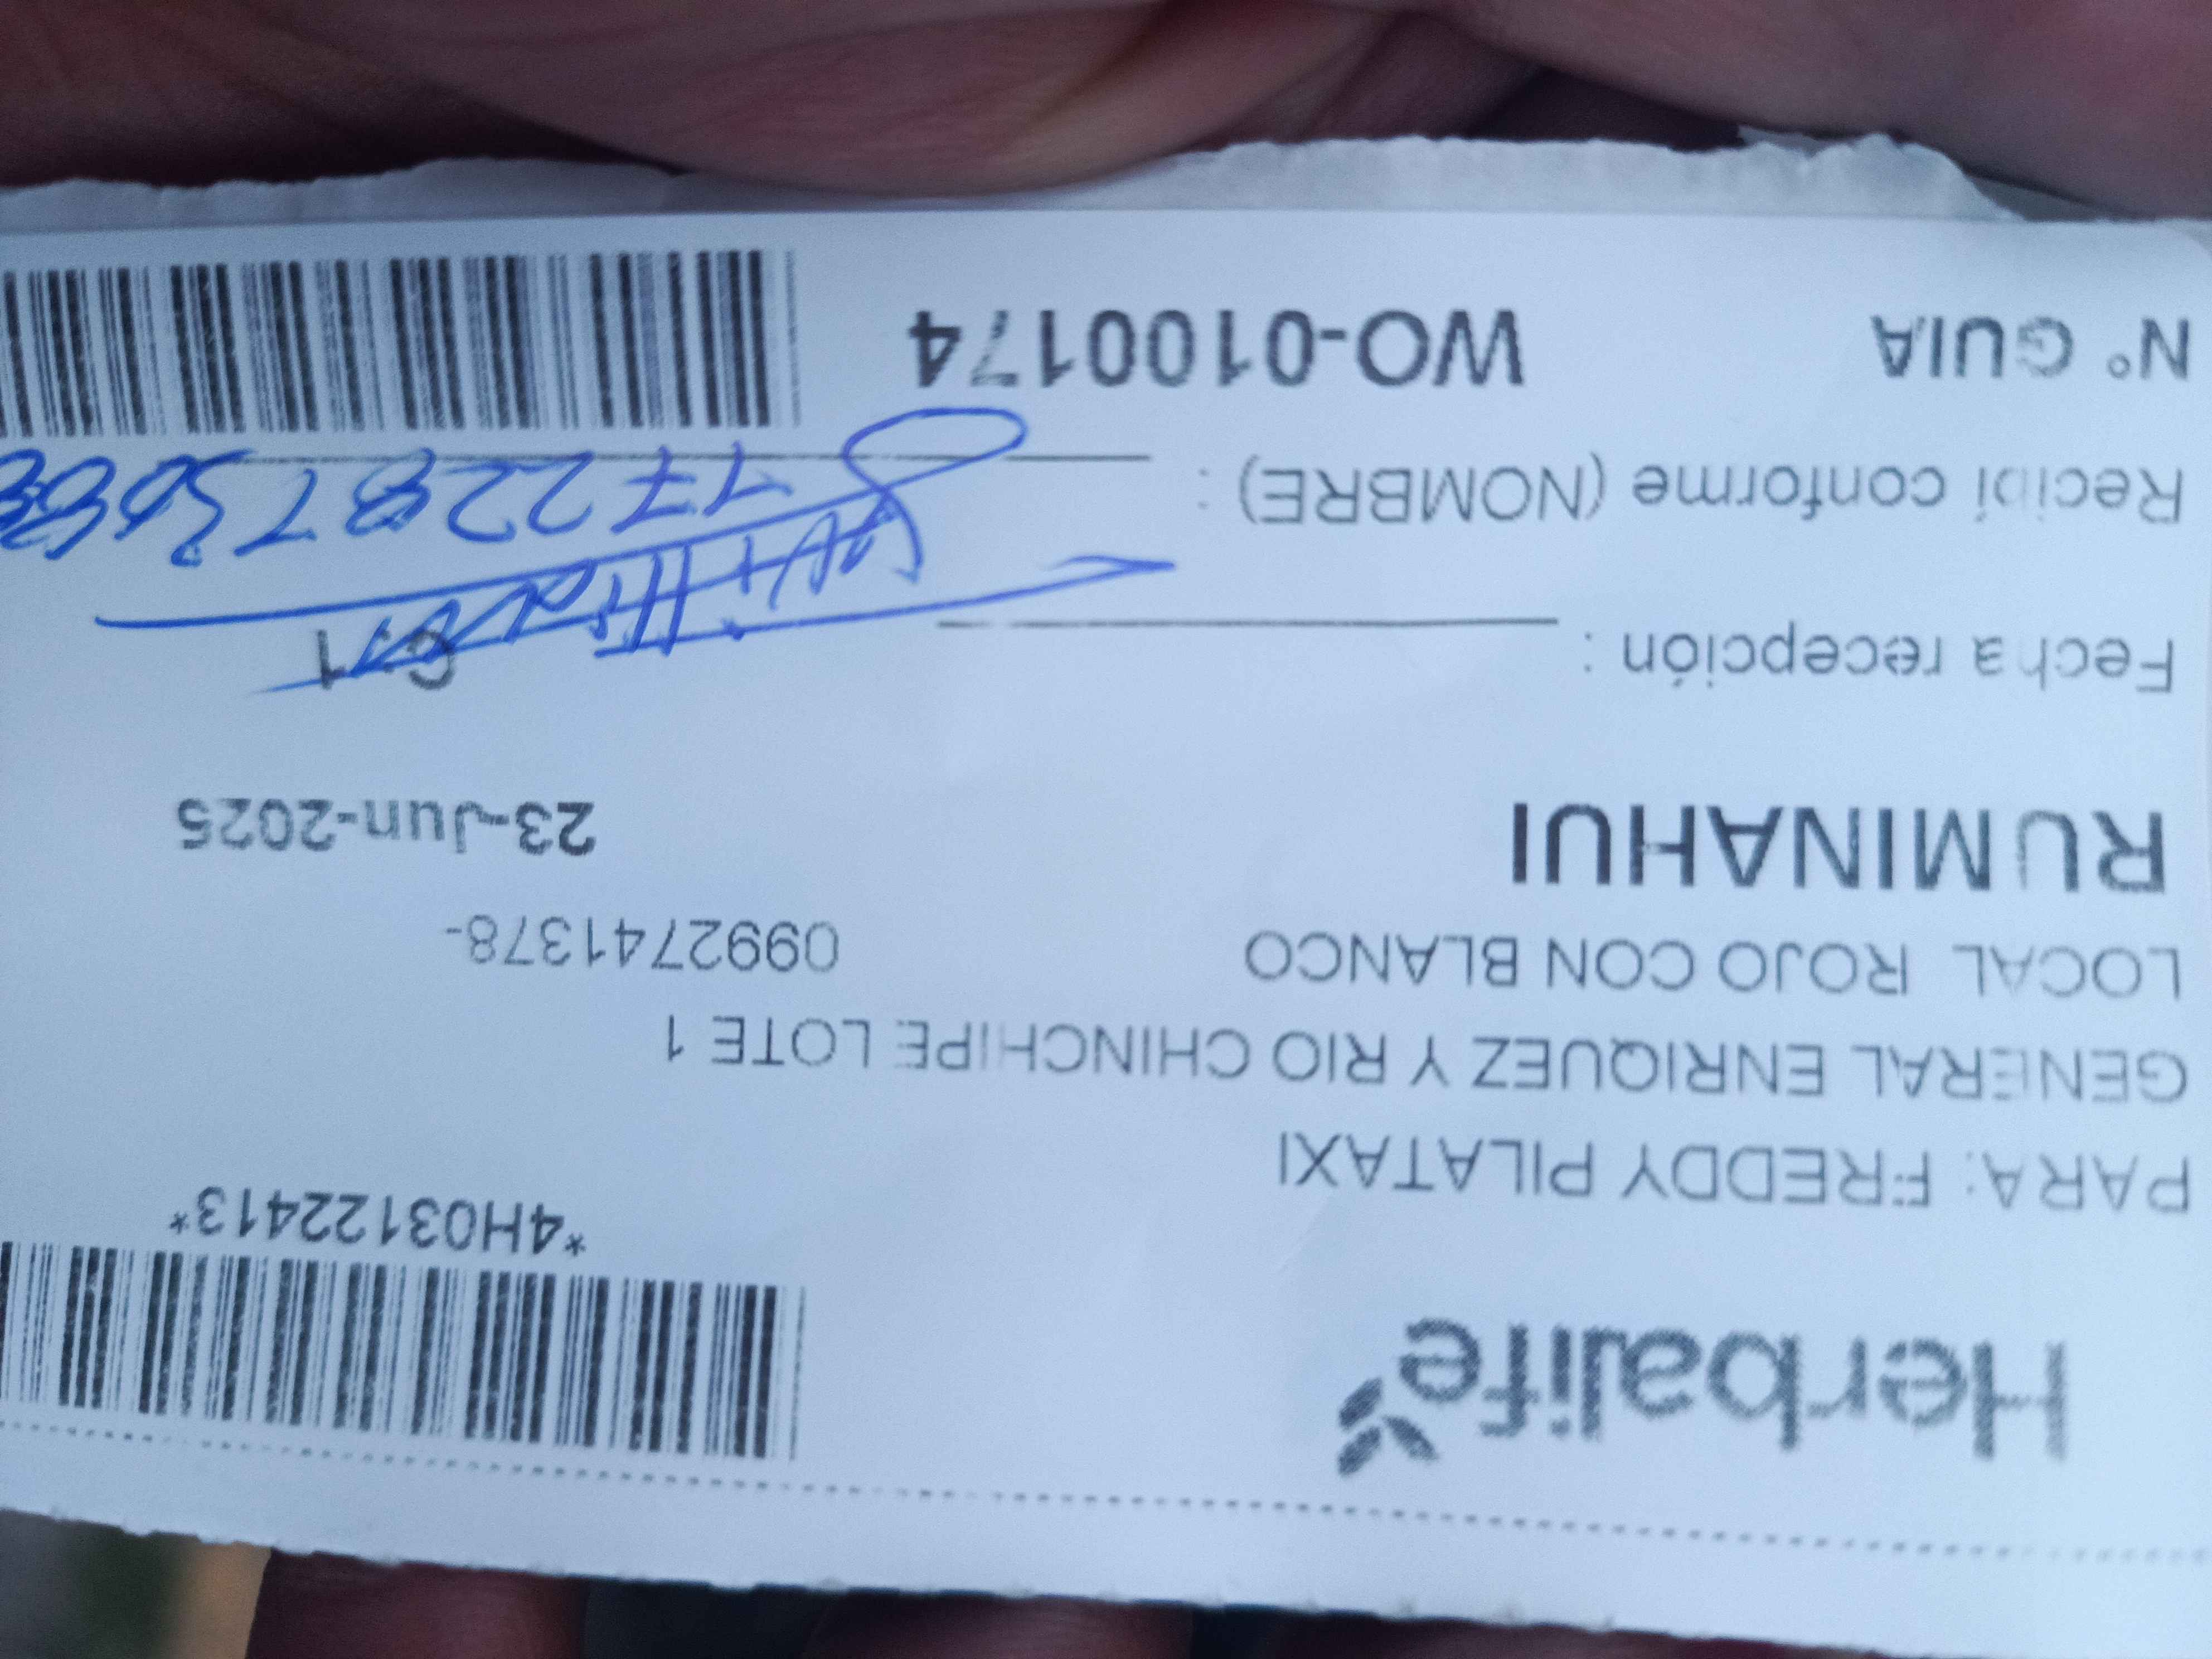 Herbalife
*4H03122413*
PARA: FREDDY PILATAXI
GENERAL ENRIQUEZ Y RIO CHINCHIPE LOTE 1
LOCAL ROJO CON BLANCO 0992741378-
RUMINAHUI 23-Jun-2025
Fecha recepción :
Recibí conforme (NOMBRE) :
N° GUIA WO-0100174